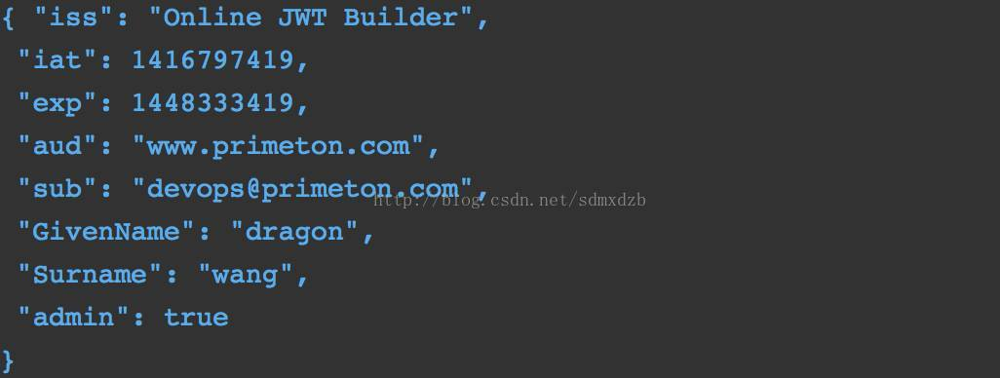 { "iss": "Online JWT Builder",
"iat": 1416797419,
"exp": 1448333419,
"aud": "www.primeton.com",
"sub": "devops@primeton.com",
http://blog.csdn.net/sdmxdzb
"GivenName": "dragon",
"Surname": "wang",
"admin": true
}